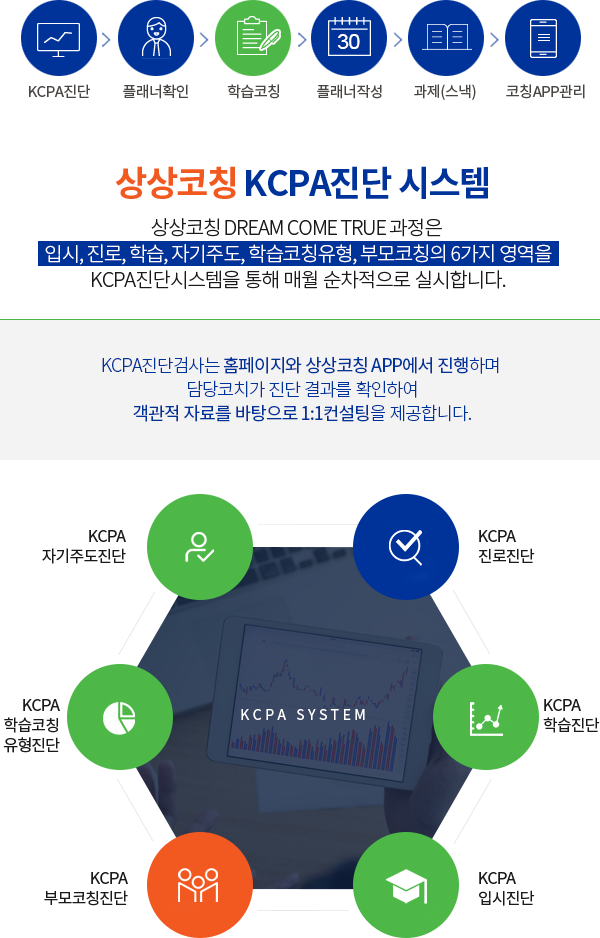 30
KCPA진단
플래너확인
학습코칭
플래너작성
과제(스낵)
코칭APP관리
상상코칭 KCPA진단 시스템
상상코칭 DREAM COME TRUE 과정은
입시, 진로, 학습, 자기주도, 학습코칭유형, 부모코칭의 6가지 영역을
KCPA진단시스템을 통해 매월 순차적으로 실시합니다.
KCPA진단검사는 홈페이지와 상상코칭 APP에서 진행하며
담당코치가 진단 결과를 확인하여
객관적 자료를 바탕으로 1:1컨설팅을 제공합니다.
KCPA
자기주도진단
KCPA
진로진단
KCPA
학습코칭
유형진단
KCPA SYSTEM
KCPA
학습진단
KCPA
부모코칭진단
KCPA
입시진단